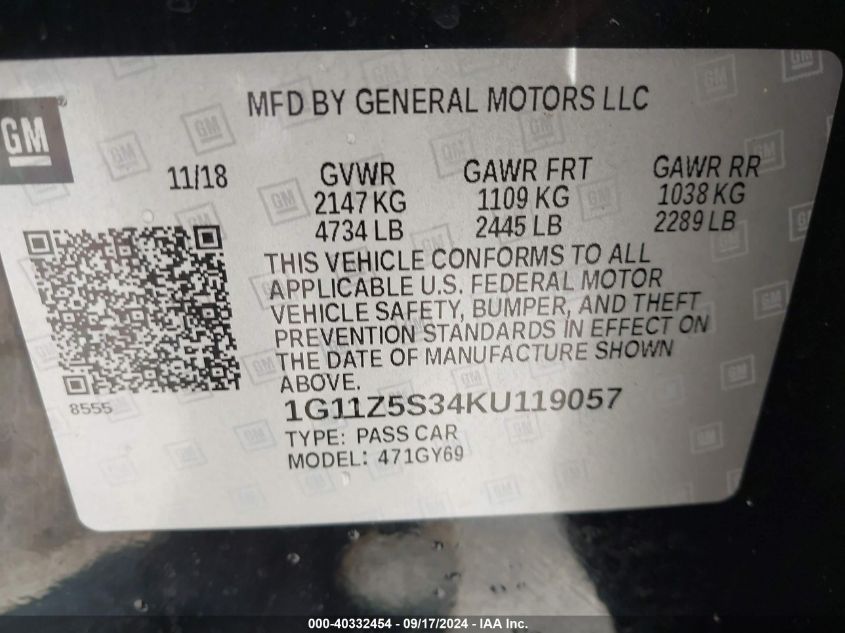 MFD BY GENERAL MOTORS LLC
GM
11/18
GVWR
2147 KG
4734 LB
GAWR FRT
1109 KG
2445 LB
GAWR RR
1038 KG
2289 LB
THIS VEHICLE CONFORMS TO ALL
APPLICABLE U.S. FEDERAL MOTOR
VEHICLE SAFETY, BUMPER, AND THEFT
PREVENTION STANDARDS IN EFFECT ON
THE DATE OF MANUFACTURE SHOWN
ABOVE.
8555
1G11Z5S34KU119057
TYPE: PASS CAR
MODEL: 471GY69
000-40332454 - 09/17/2024 - IAA Inc.